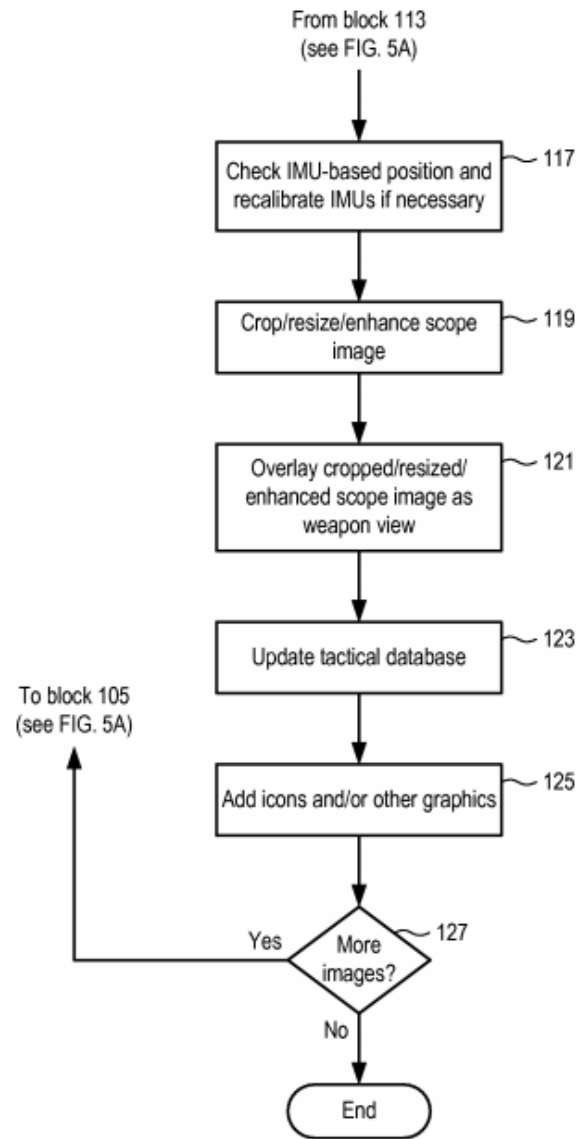 From block 113
(see FIG. 5A)
117
Check IMU-based position and
recalibrate IMUs if necessary
119
Crop/resize/enhance scope
image
121
Overlay cropped/resized/
enhanced scope image as
weapon view
123
Update tactical database
To block 105
(see FIG. 5A)
125
Add icons and/or other graphics
127
Yes
More
images?
No
End